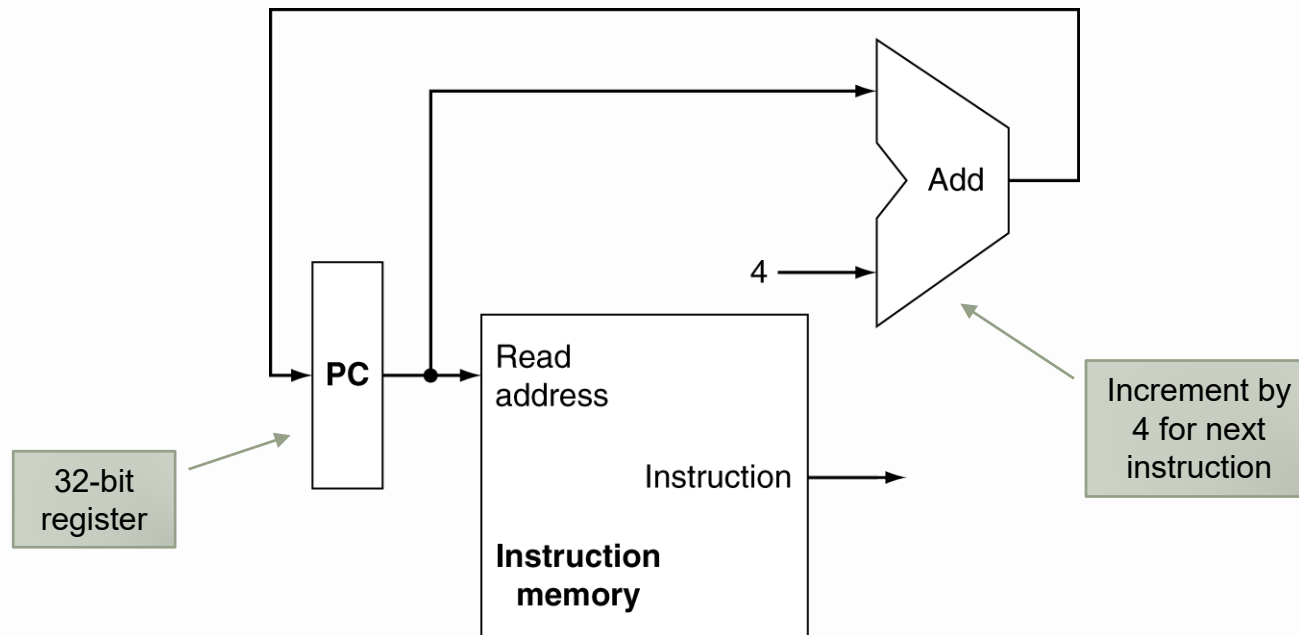 Add
4
PC
Read
address
Increment by
4 for next
instruction
32-bit
register
Instruction
Instruction
memory